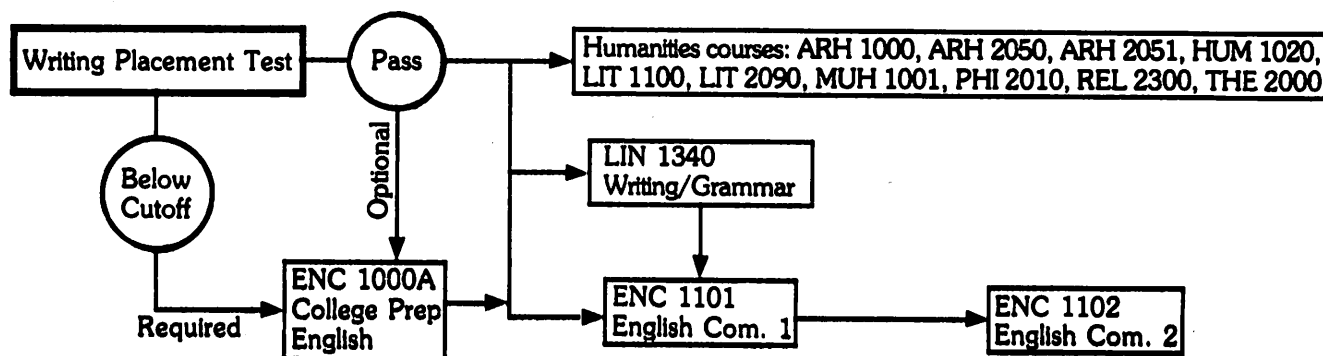 Writing Placement Test
Pass
Humanities courses: ARH 1000, ARH 2050, ARH 2051, HUM 1020,
LIT 1100, LIT 2090, MUH 1001, PHI 2010, REL 2300, THE 2000
Optional
LIN 1340
Writing/Grammar
Below
Cutoff
Required
ENC 1000A
College Prep
English
ENC 1101
English Com. 1
ENC 1102
English Com. 2